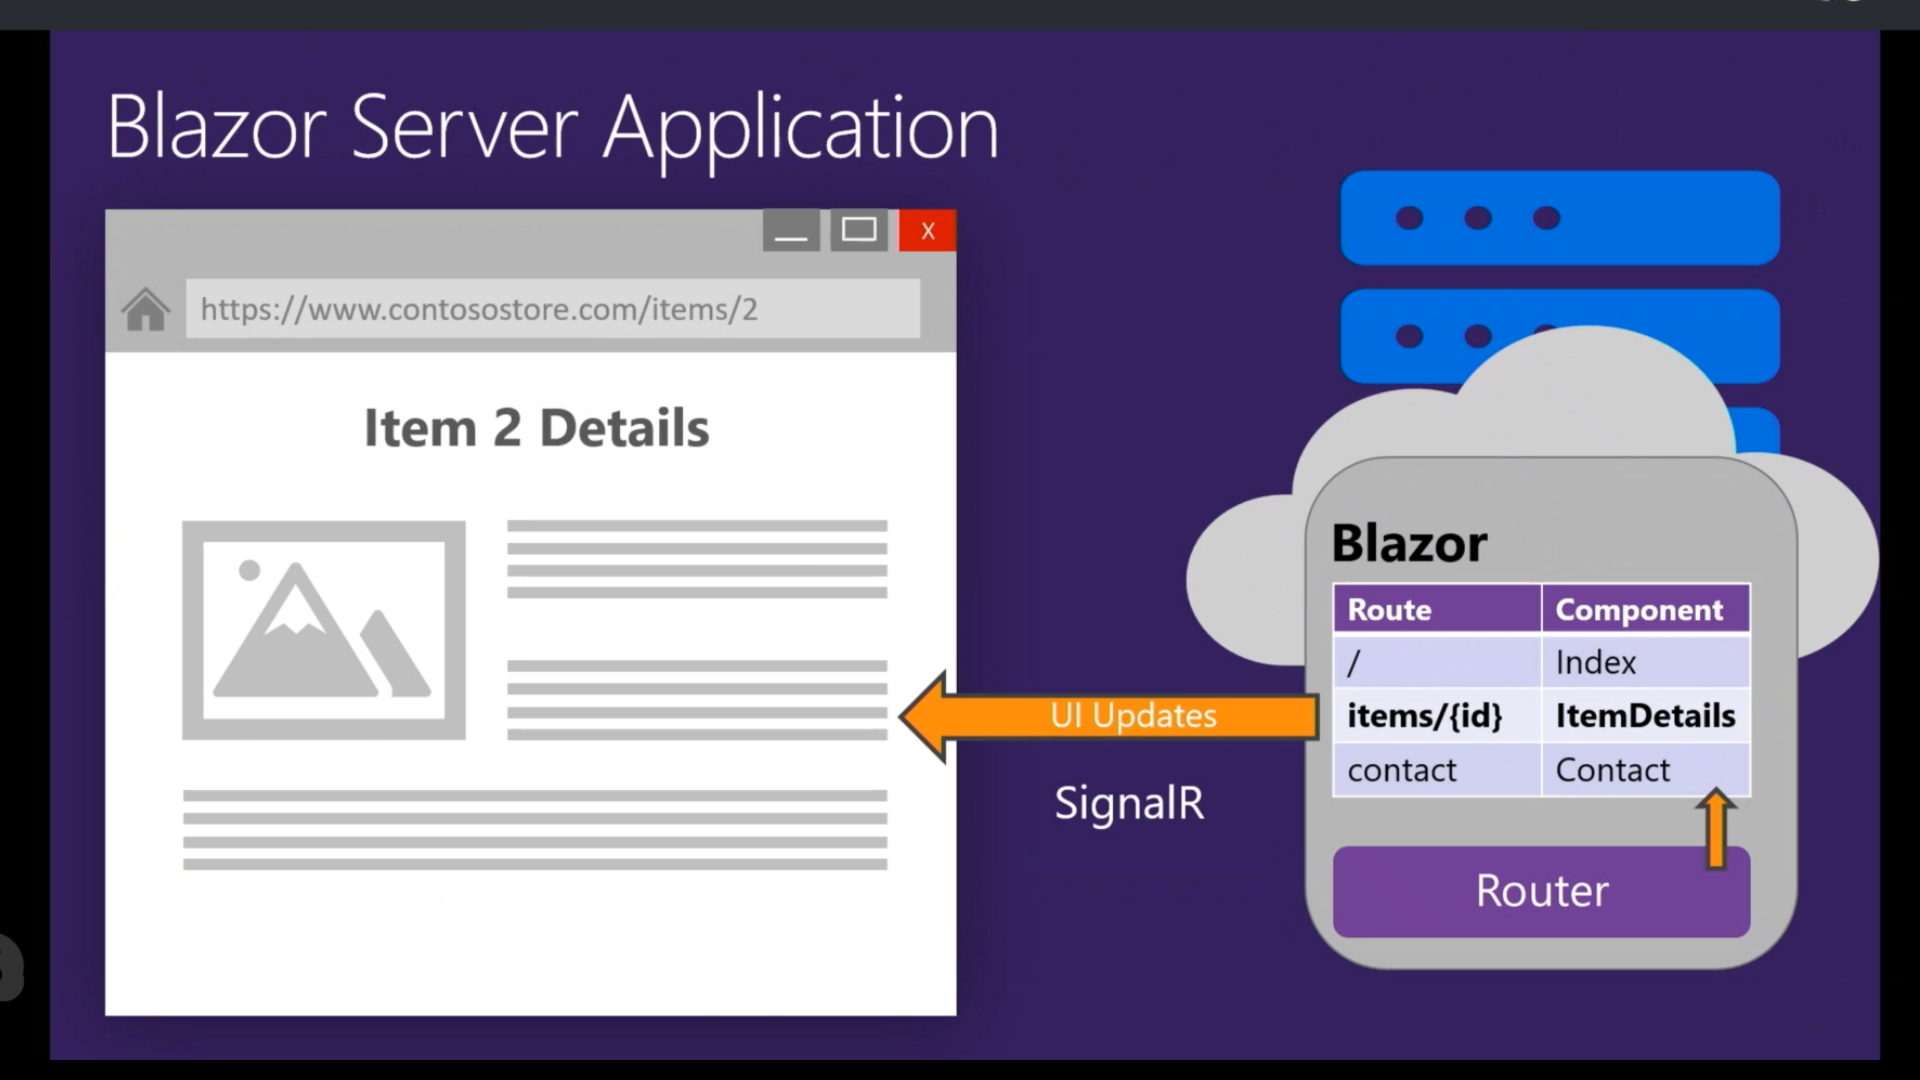 Blazor Server Application
X
https://www.contosostore.com/items/2
Item 2 Details
UI Updates
SignalR
Blazor
Route Component
/ Index
items/{id} ItemDetails
contact Contact
Router